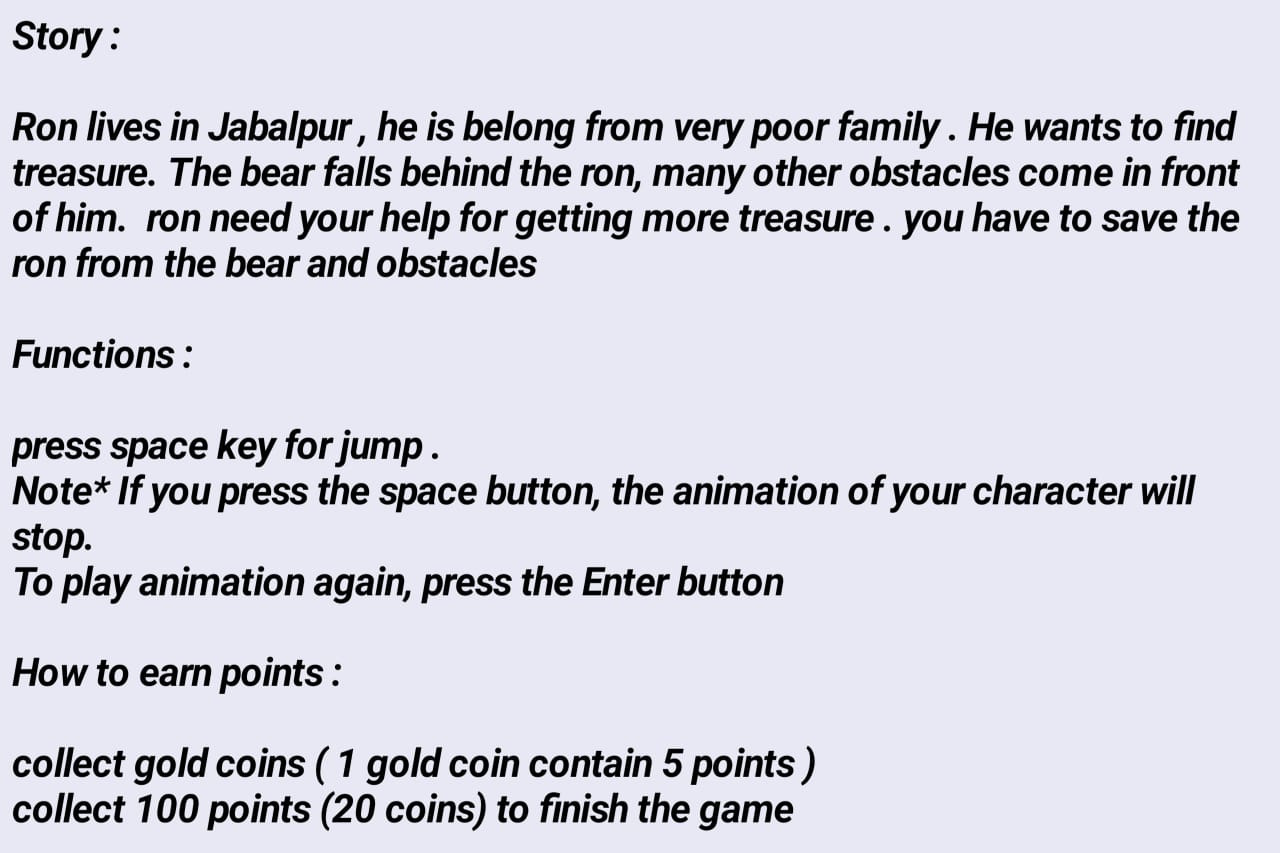 Story :
Ron lives in Jabalpur , he is belong from very poor family . He wants to find
treasure. The bear falls behind the ron, many other obstacles come in front
of him. ron need your help for getting more treasure . you have to save the
ron from the bear and obstacles
Functions :
press space key for jump .
Note* If you press the space button, the animation of your character will
stop.
To play animation again, press the Enter button
How to earn points :
collect gold coins ( 1 gold coin contain 5 points )
collect 100 points (20 coins) to finish the game